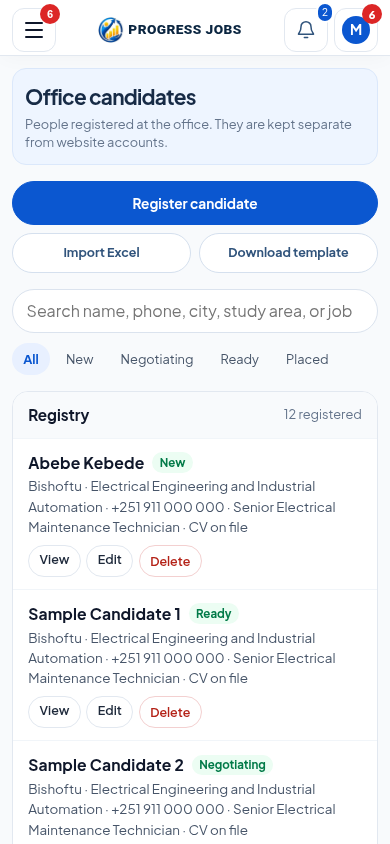 6
PROGRESS JOBS
2
M
6
Office candidates
People registered at the office. They are kept separate
from website accounts.
Register candidate
Import Excel
Download template
Search name, phone, city, study area, or job
All New Negotiating Ready Placed
Registry 12 registered
Abebe Kebede New
Bishoftu · Electrical Engineering and Industrial
Automation · +251 911 000 000 · Senior Electrical
Maintenance Technician · CV on file
View Edit Delete
Sample Candidate 1 Ready
Bishoftu · Electrical Engineering and Industrial
Automation · +251 911 000 000 · Senior Electrical
Maintenance Technician · CV on file
View Edit Delete
Sample Candidate 2 Negotiating
Bishoftu · Electrical Engineering and Industrial
Automation · +251 911 000 000 · Senior Electrical
Maintenance Technician · CV on file